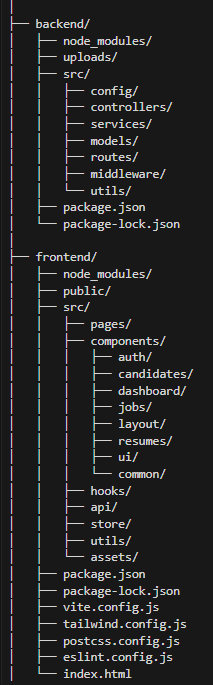 │
├── backend/
│   ├── node_modules/
│   ├── uploads/
│   ├── src/
│   │   ├── config/
│   │   ├── controllers/
│   │   ├── services/
│   │   ├── models/
│   │   ├── routes/
│   │   ├── middleware/
│   │   └── utils/
│   ├── package.json
│   └── package-lock.json
│
├── frontend/
│   ├── node_modules/
│   ├── public/
│   ├── src/
│   │   ├── pages/
│   │   ├── components/
│   │   │   ├── auth/
│   │   │   ├── candidates/
│   │   │   ├── dashboard/
│   │   │   ├── jobs/
│   │   │   ├── layout/
│   │   │   ├── resumes/
│   │   │   ├── ui/
│   │   │   └── common/
│   │   ├── hooks/
│   │   ├── api/
│   │   ├── store/
│   │   ├── utils/
│   │   └── assets/
│   ├── package.json
│   ├── package-lock.json
│   ├── vite.config.js
│   ├── tailwind.config.js
│   ├── postcss.config.js
│   ├── eslint.config.js
│   └── index.html